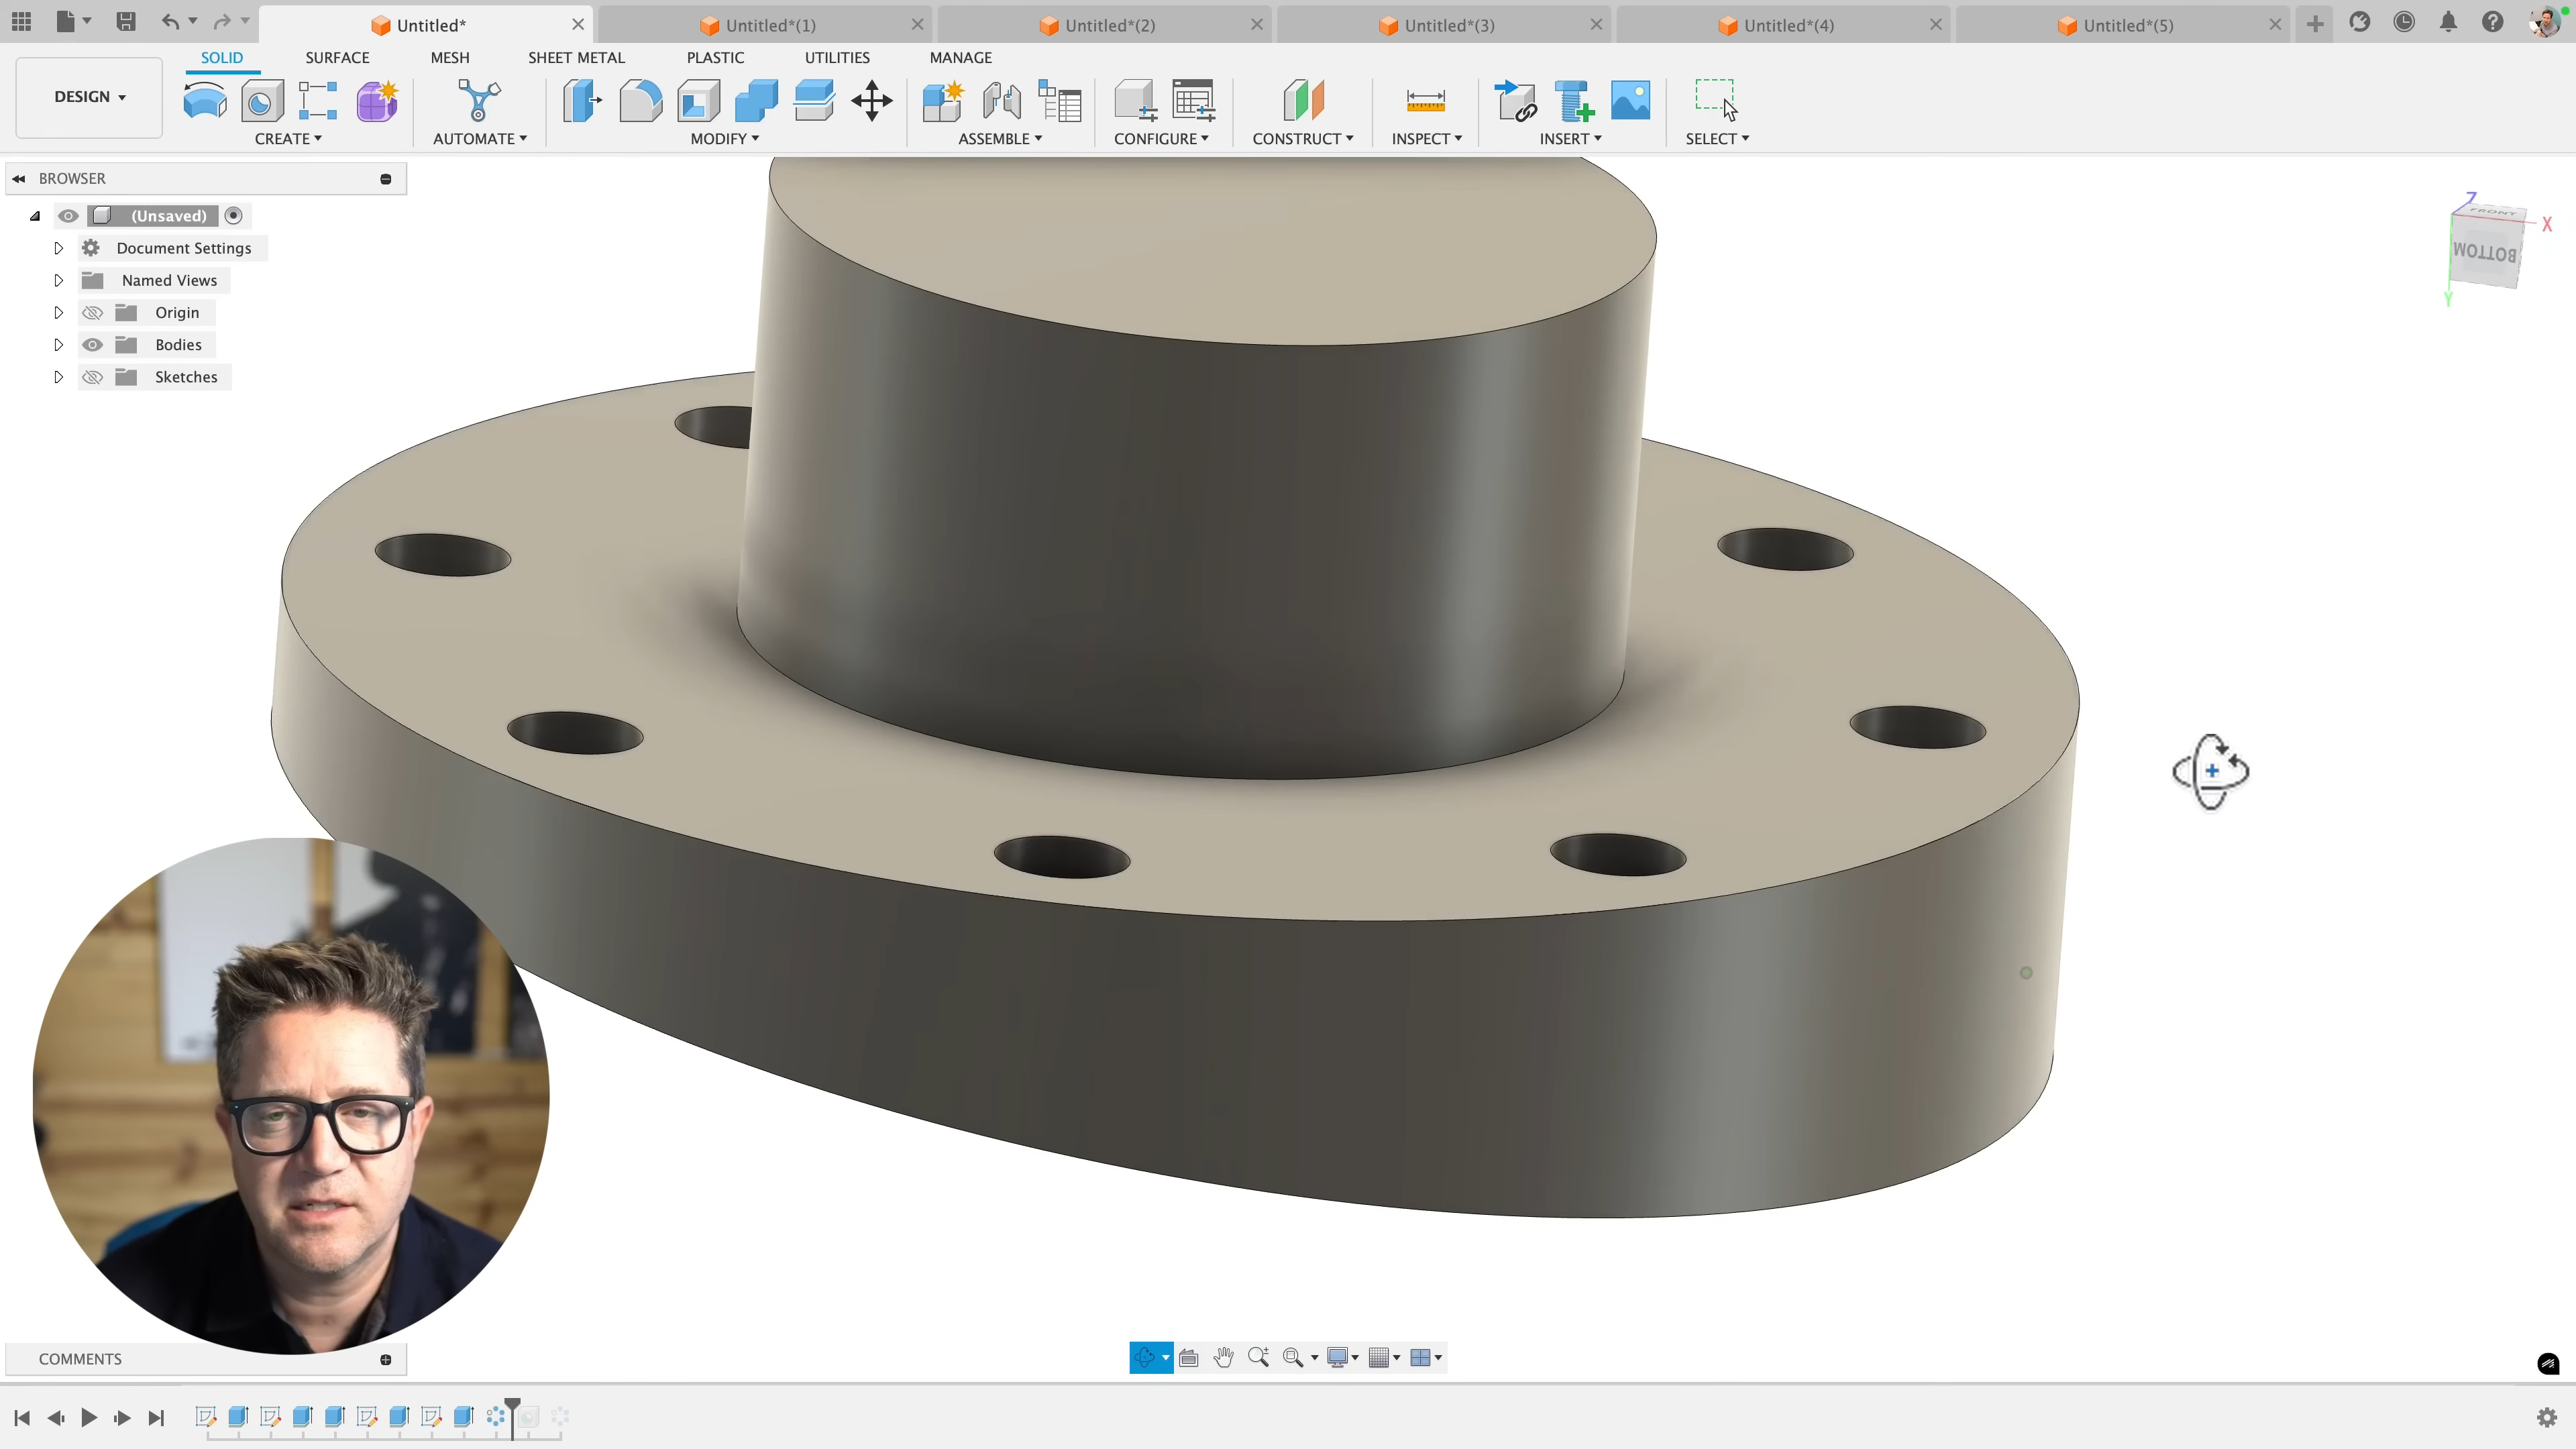 Untitled*
Untitled*(1)
Untitled*(2)
Untitled*(3)
Untitled*(4)
Untitled*(5)
DESIGN
SOLID
SURFACE
MESH
SHEET METAL
PLASTIC
UTILITIES
MANAGE
CREATE
AUTOMATE
MODIFY
ASSEMBLE
CONFIGURE
CONSTRUCT
INSPECT
INSERT
SELECT
BROWSER
(Unsaved)
Document Settings
Named Views
Origin
Bodies
Sketches
Z
FRONT
X
BOTTOM
Y
COMMENTS